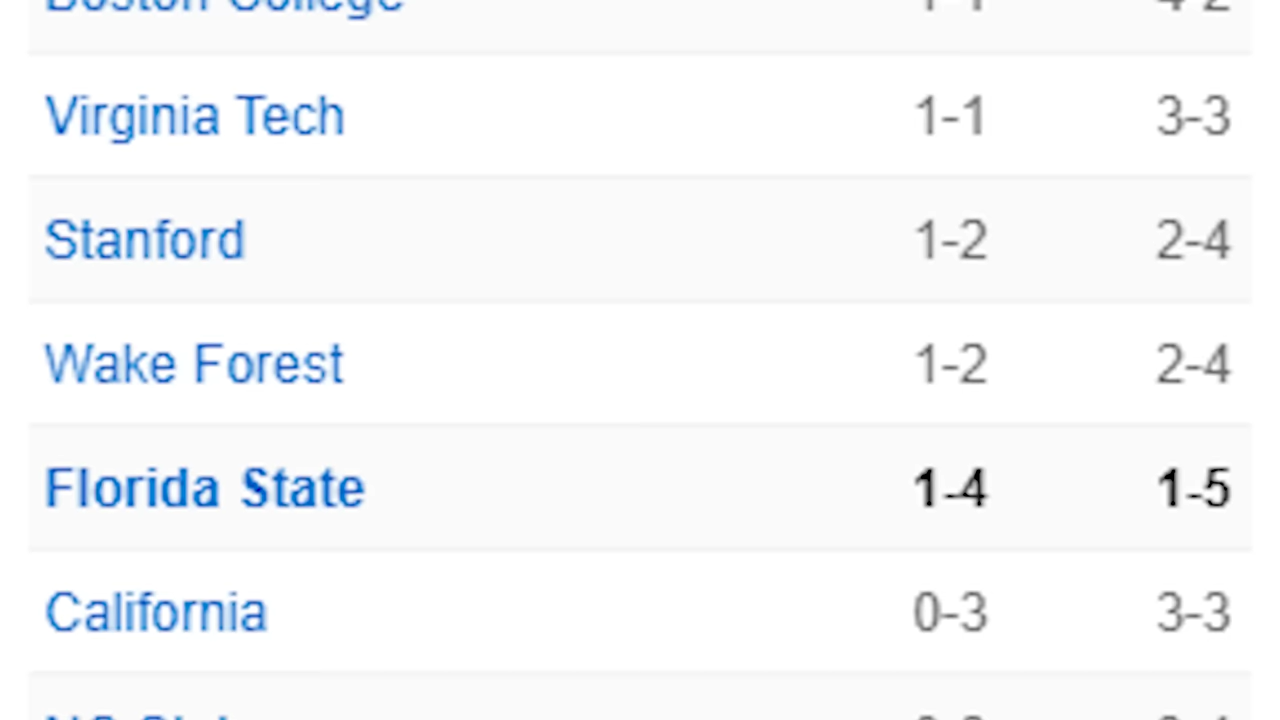 Boston College 1-1 4-2
Virginia Tech 1-1 3-3
Stanford 1-2 2-4
Wake Forest 1-2 2-4
Florida State 1-4 1-5
California 0-3 3-3